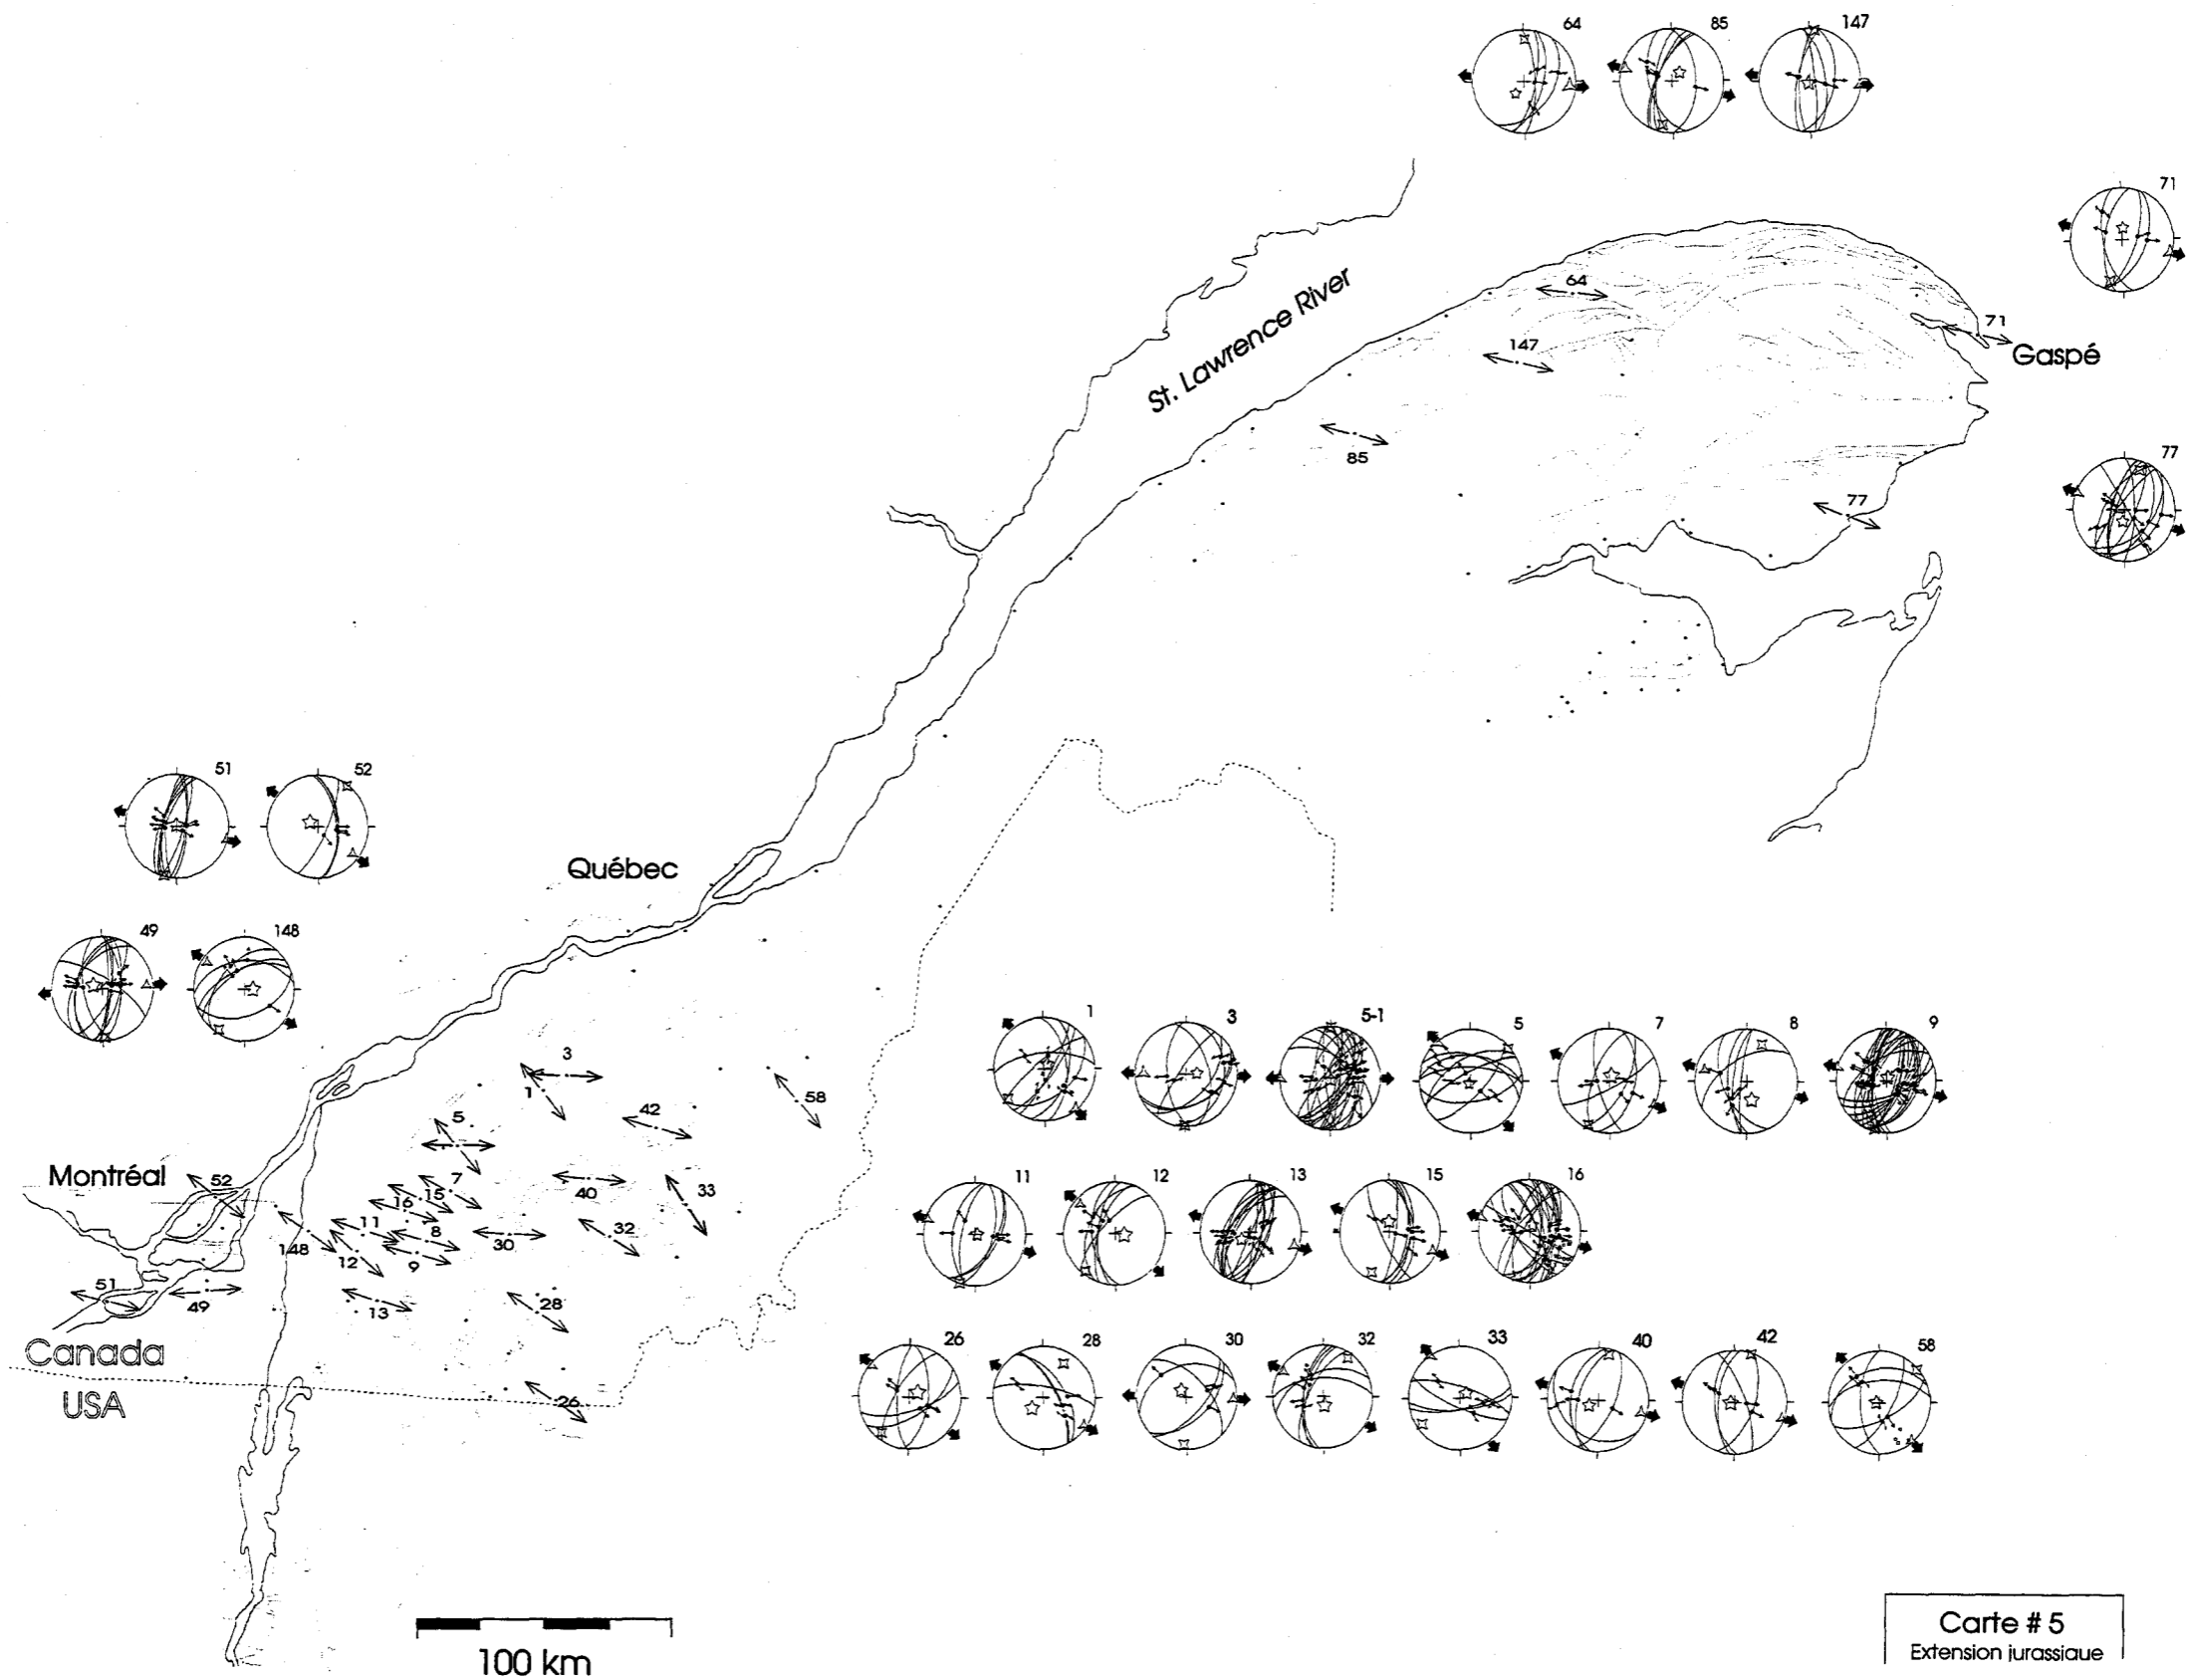 64 85 147
71
64
St. Lawrence River
71
147
Gaspé
85
77
77
51 52
Québec
49 148
1 3 5-1 5 7 8 9
3
1
58
42
5
Montréal
52
7
15
16
40
33
11
8
148
12
9
30
32
11 12 13 15 16
51
49
13
28
26 28 30 32 33 40 42 58
Canada
USA
26
100 km
Carte # 5
Extension jurassiaue